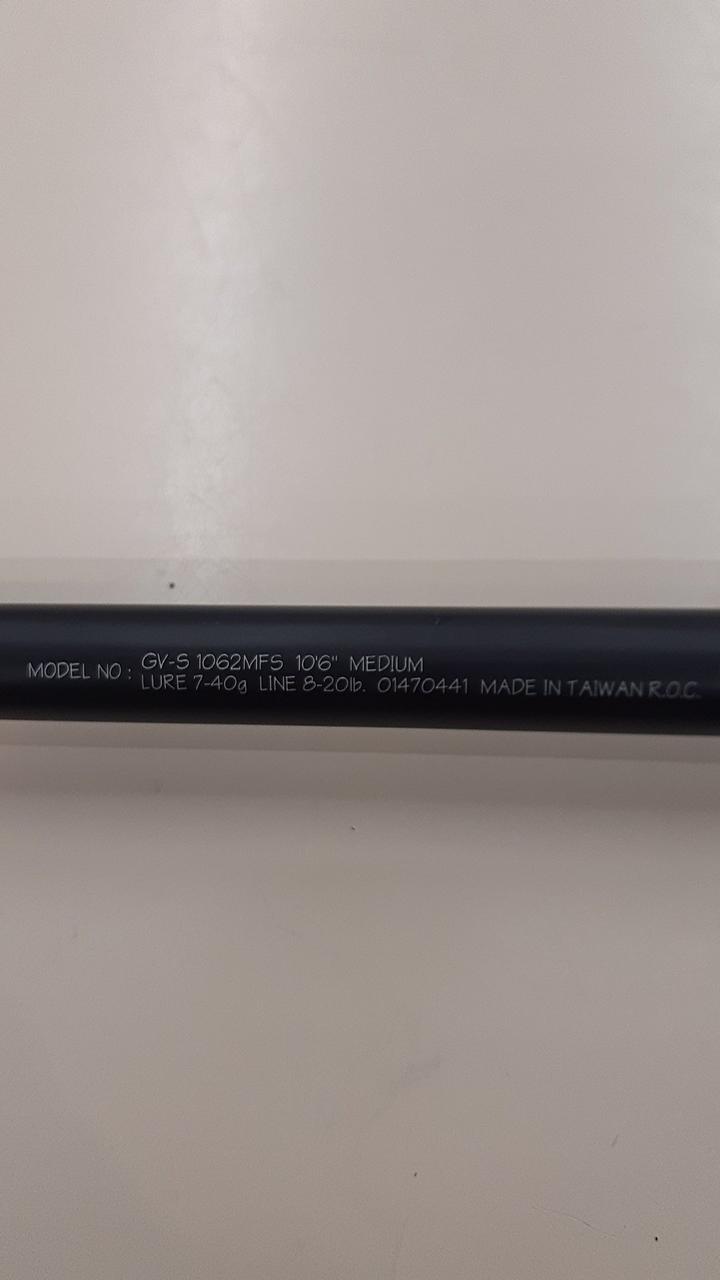 MODEL NO : GV-S 1062MFS 10'6" MEDIUM
LURE 7-40g LINE 8-20lb. 01470441 MADE IN TAIWAN R.O.C.